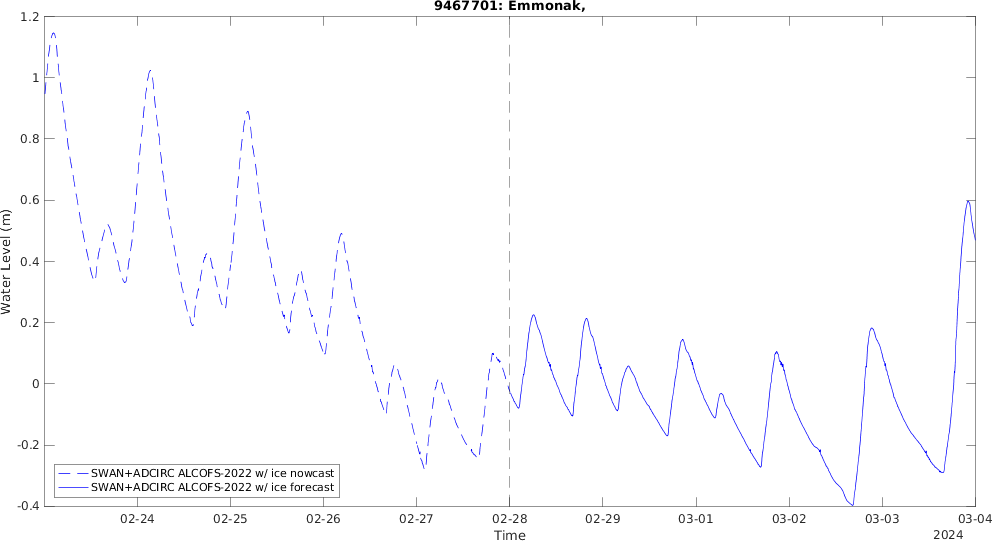 9467701: Emmonak,
Water Level (m)
1.2
1
0.8
0.6
0.4
0.2
0
-0.2
-0.4
SWAN+ADCIRC ALCOFS-2022 w/ ice nowcast
SWAN+ADCIRC ALCOFS-2022 w/ ice forecast
02-24 02-25 02-26 02-27 02-28 02-29 03-01 03-02 03-03 03-04
Time
2024